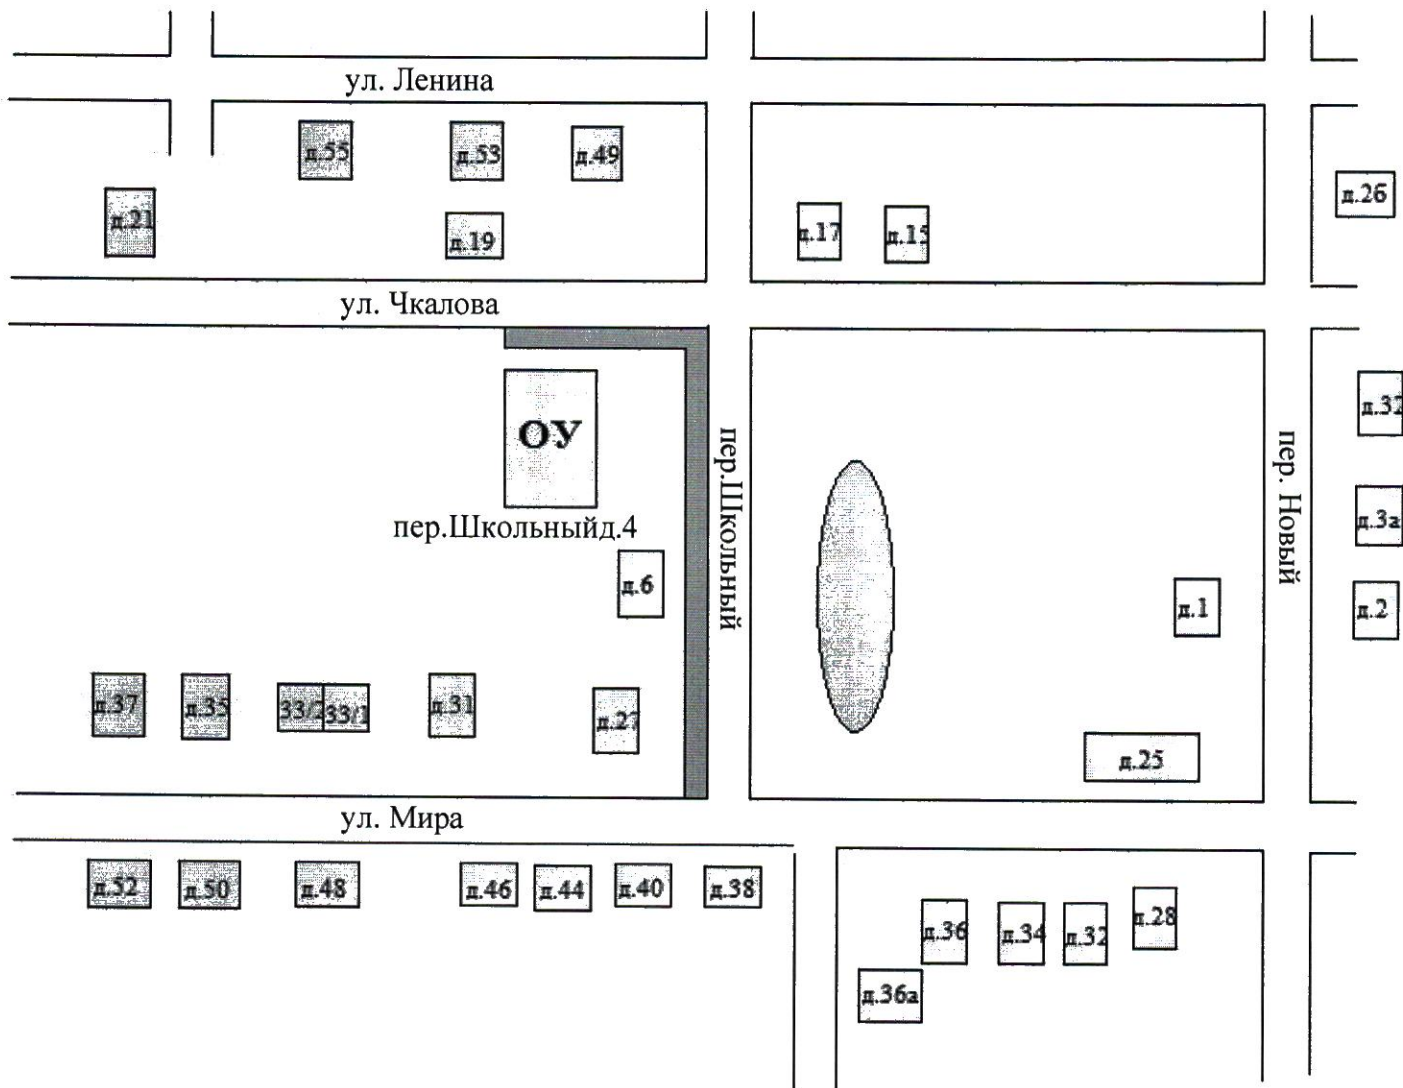 ул. Ленина
д.55
д.53
д.49
д.26
д.21
д.19
д.17
д.15
ул. Чкалова
д.32
ОУ
пер.Школьный
пер. Новый
пер.Школьныйд.4
д.3а
д.6
д.1
д.2
д.37
д.35
33/2
33/1
д.31
д.27
д.25
ул. Мира
д.52
д.50
д.48
д.46
д.44
д.40
д.38
д.36
д.34
д.32
д.28
д.36а